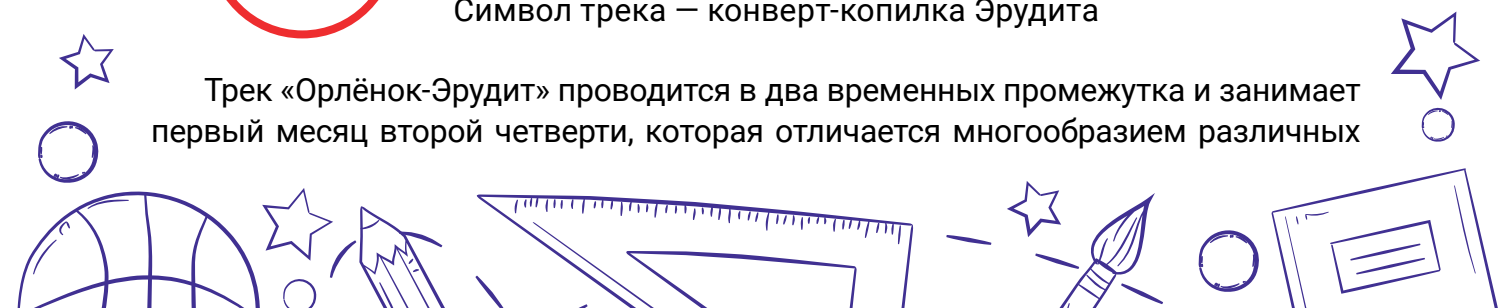 Символ трека — конверт-копилка Эрудита
Трек «Орлёнок-Эрудит» проводится в два временных промежутка и занимает
первый месяц второй четверти, которая отличается многообразием различных